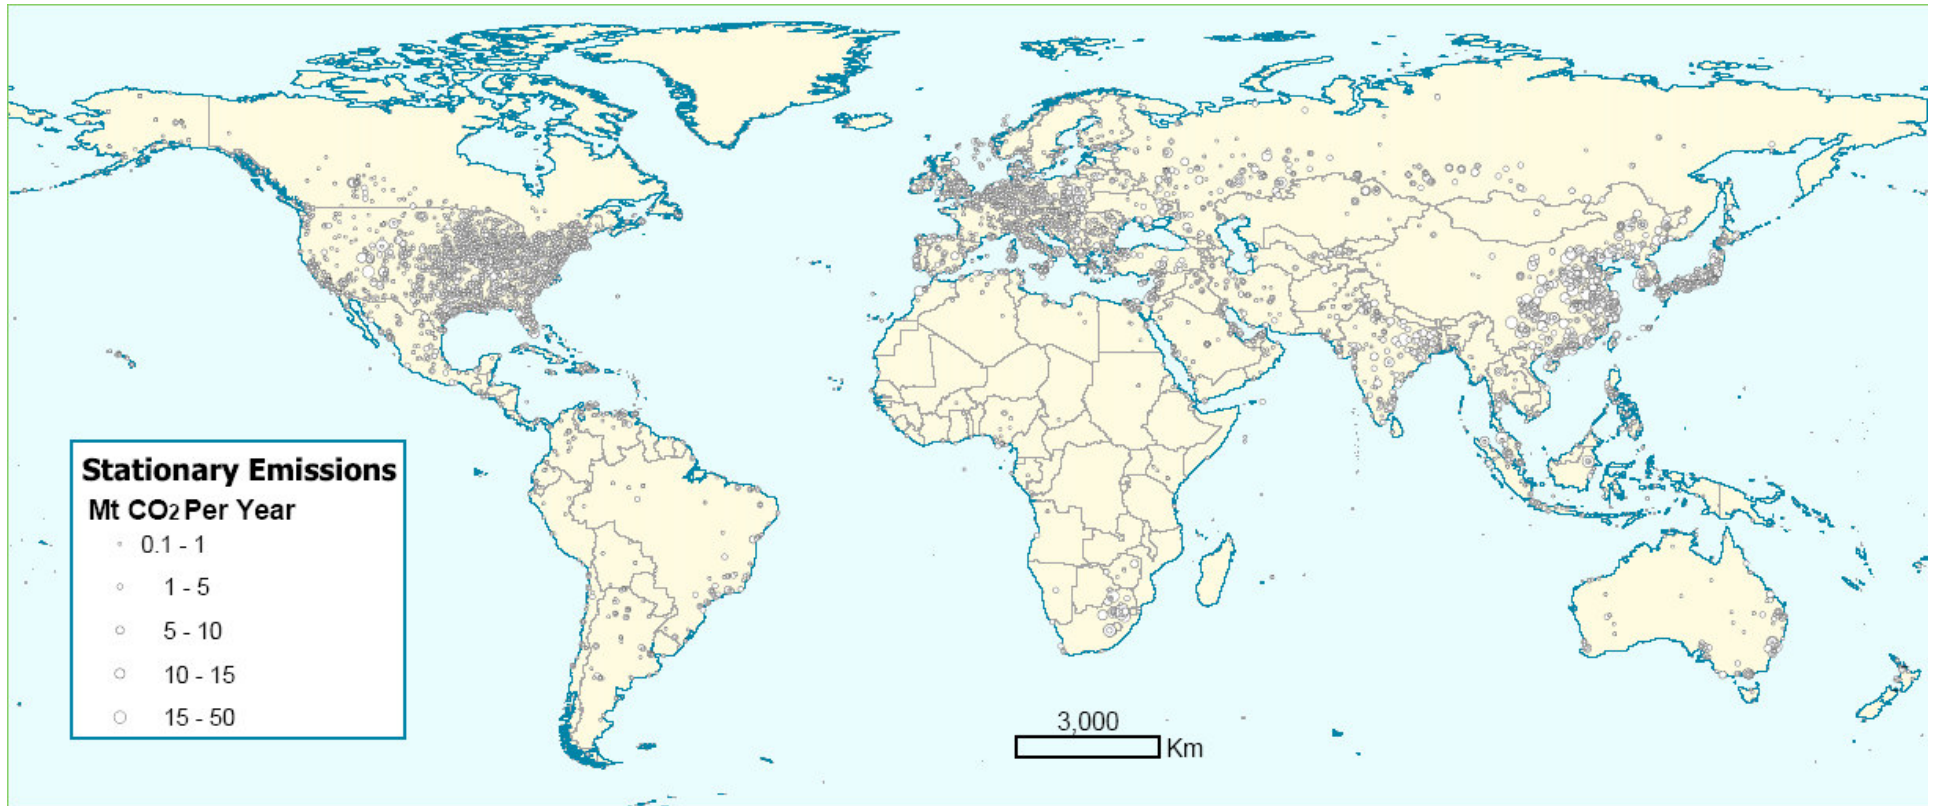 Stationary Emissions
Mt CO2 Per Year
0.1 - 1
1 - 5
5 - 10
10 - 15
15 - 50
3,000
Km